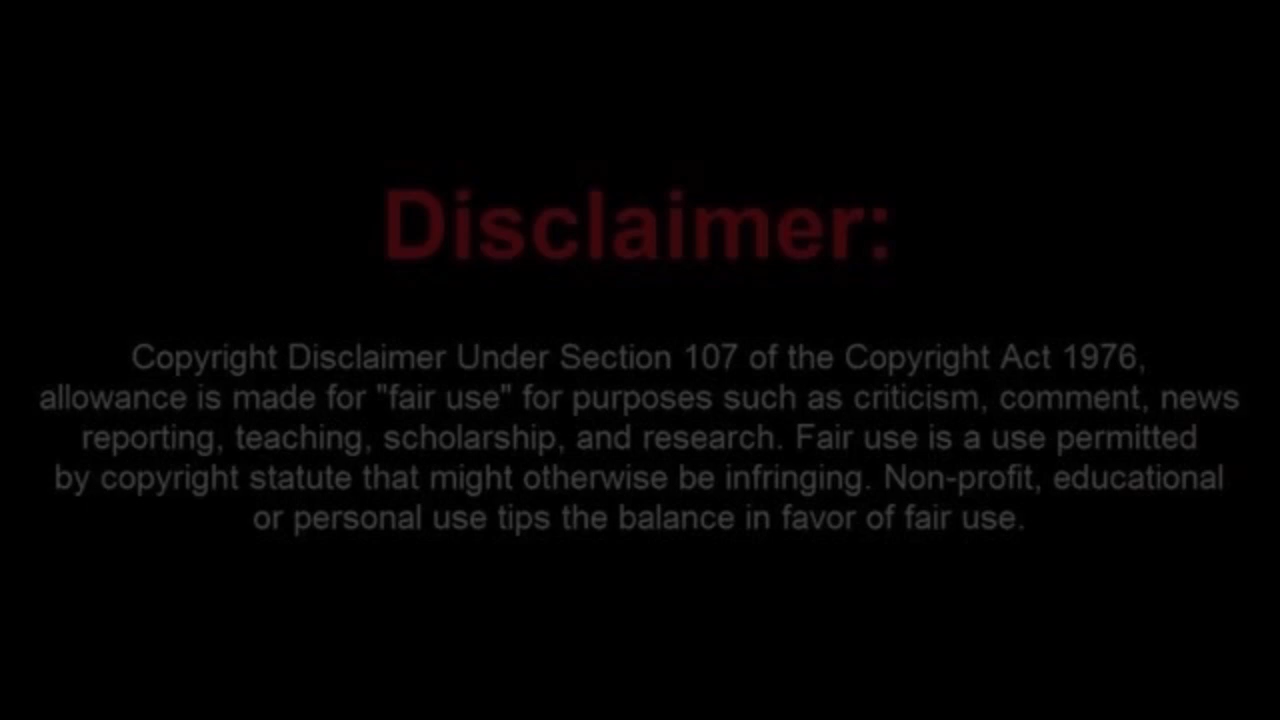 Disclaimer:
Copyright Disclaimer Under Section 107 of the Copyright Act 1976,
allowance is made for "fair use" for purposes such as criticism, comment, news
reporting, teaching, scholarship, and research. Fair use is a use permitted
by copyright statute that might otherwise be infringing. Non-profit, educational
or personal use tips the balance in favor of fair use.